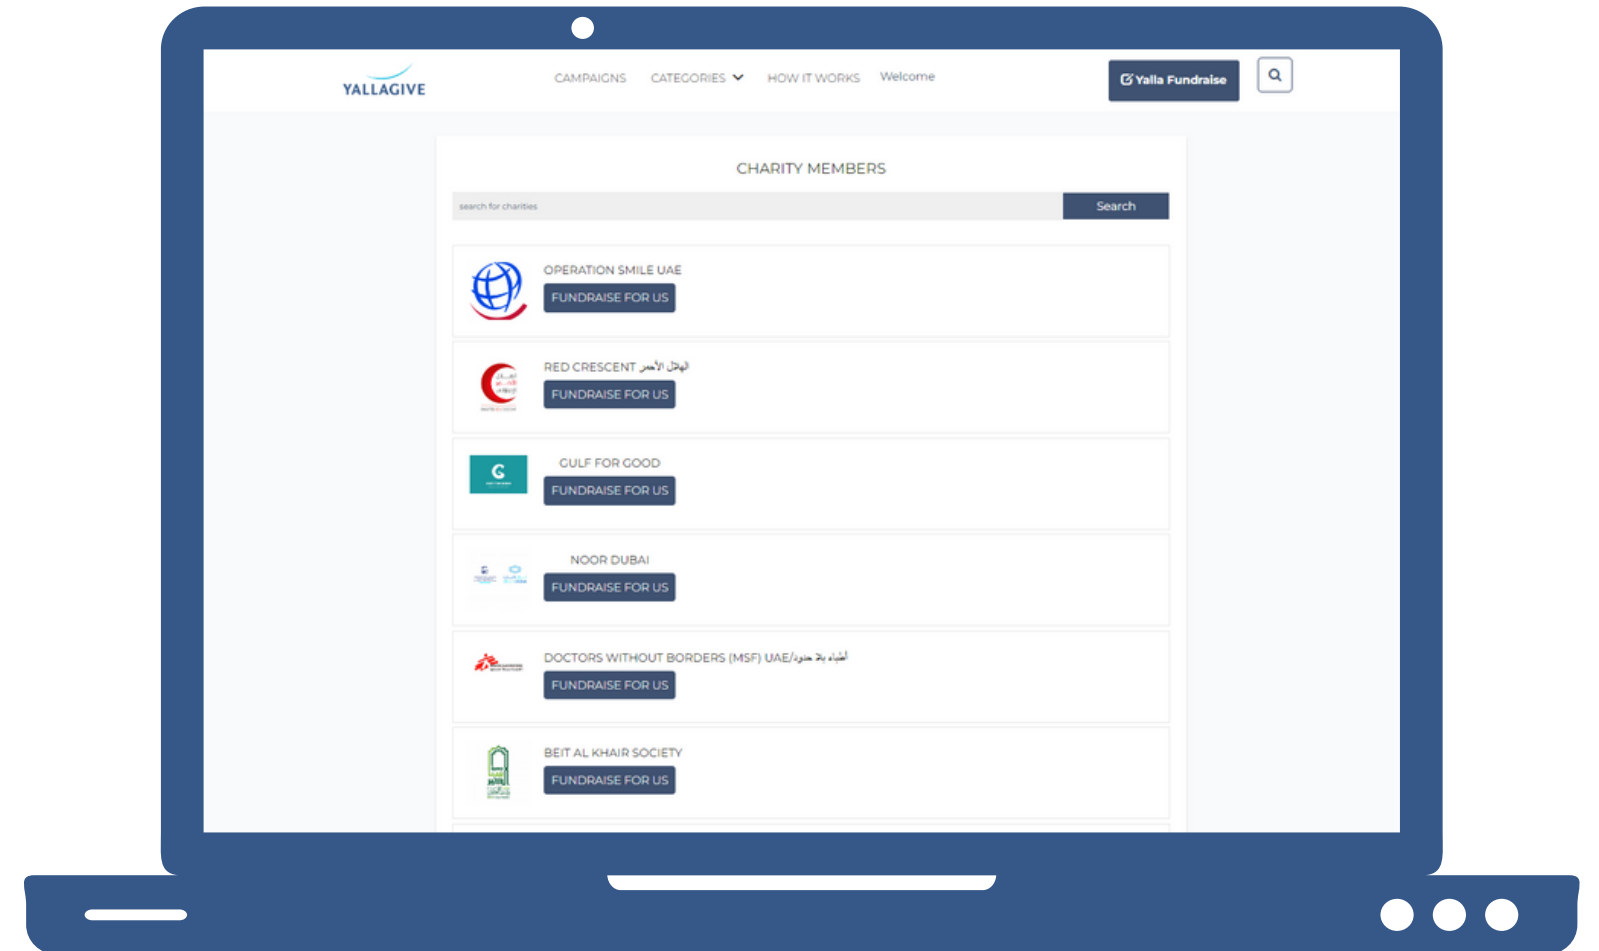 YALLAGIVE
CAMPAIGNS CATEGORIES HOW IT WORKS Welcome
Yalla Fundraise
CHARITY MEMBERS
search for charities
Search
OPERATION SMILE UAE
FUNDRAISE FOR US
RED CRESCENT الهلال الأحمر
FUNDRAISE FOR US
GULF FOR GOOD
FUNDRAISE FOR US
NOOR DUBAI
FUNDRAISE FOR US
DOCTORS WITHOUT BORDERS (MSF) UAE/أطباء بلا حدود
FUNDRAISE FOR US
BEIT AL KHAIR SOCIETY
FUNDRAISE FOR US